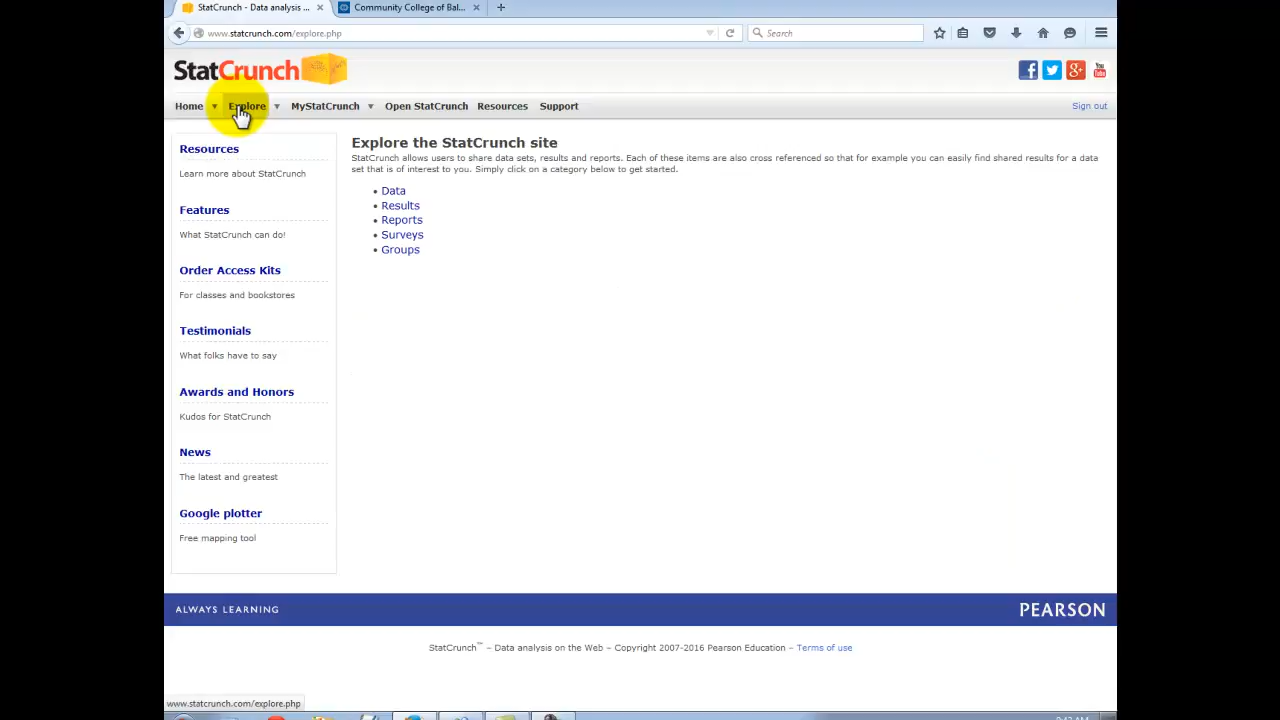 StatCrunch - Data analysis ...
Community College of Bal...
www.statcrunch.com/explore.php
Search
StatCrunch
Home Explore MyStatCrunch Open StatCrunch Resources Support
Sign out
Resources
Learn more about StatCrunch
Features
What StatCrunch can do!
Order Access Kits
For classes and bookstores
Testimonials
What folks have to say
Awards and Honors
Kudos for StatCrunch
News
The latest and greatest
Google plotter
Free mapping tool
Explore the StatCrunch site
StatCrunch allows users to share data sets, results and reports. Each of these items are also cross referenced so that for example you can easily find shared results for a data
set that is of interest to you. Simply click on a category below to get started.
• Data
• Results
• Reports
• Surveys
• Groups
ALWAYS LEARNING
PEARSON
StatCrunch™ – Data analysis on the Web – Copyright 2007-2016 Pearson Education – Terms of use
www.statcrunch.com/explore.php